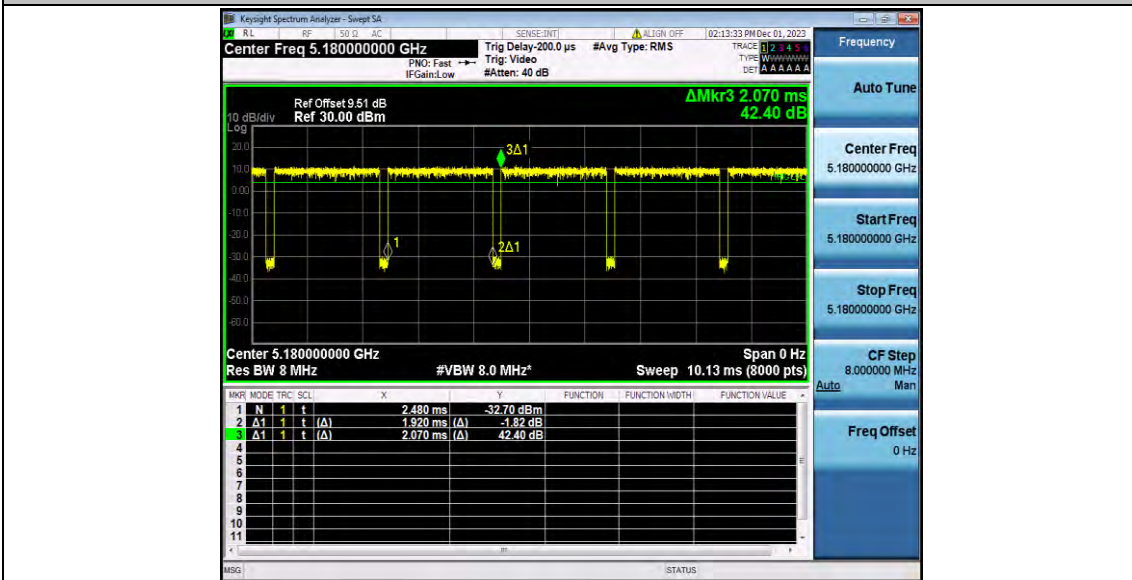 Keysight Spectrum Analyzer - Swept SA
RL RF 50 Ω AC SENSE:INT ALIGN OFF 02:13:33 PM Dec 01, 2023
Center Freq 5.180000000 GHz
PNO: Fast
IFGain:Low
Trig Delay-200.0 µs
Trig: Video
#Atten: 40 dB
#Avg Type: RMS
TRACE 1 2 3 4 5 6
TYPE WWWWWW
DET A A A A A A
Frequency
Auto Tune
ΔMkr3 2.070 ms
42.40 dB
Ref Offset 9.51 dB
Ref 30.00 dBm
10 dB/div
Log
20.0
10.0
0.00
-10.0
-20.0
-30.0
-40.0
-50.0
-60.0
3Δ1
1
2Δ1
Center Freq
5.180000000 GHz
Start Freq
5.180000000 GHz
Stop Freq
5.180000000 GHz
Center 5.180000000 GHz Span 0 Hz
Res BW 8 MHz #VBW 8.0 MHz* Sweep 10.13 ms (8000 pts)
CF Step
8.000000 MHz
Auto Man
MKR MODE TRC SCL X Y FUNCTION FUNCTION WIDTH FUNCTION VALUE
1 N 1 t 2.480 ms -32.70 dBm
2 Δ1 1 t (Δ) 1.920 ms (Δ) -1.82 dB
3 Δ1 1 t (Δ) 2.070 ms (Δ) 42.40 dB
4
5
6
7
8
9
10
11
Freq Offset
0 Hz
MSG STATUS